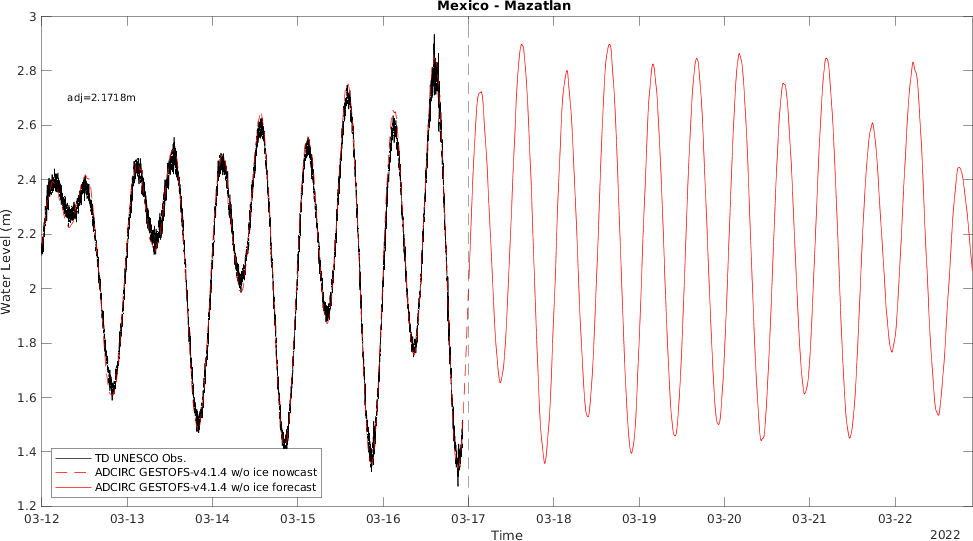 Mexico - Mazatlan
3
2.8
2.6
2.4
2.2
2
1.8
1.6
1.4
1.2
Water Level (m)
adj=2.1718m
TD UNESCO Obs.
ADCIRC GESTOFS-v4.1.4 w/o ice nowcast
ADCIRC GESTOFS-v4.1.4 w/o ice forecast
03-12 03-13 03-14 03-15 03-16 03-17 03-18 03-19 03-20 03-21 03-22
Time
2022